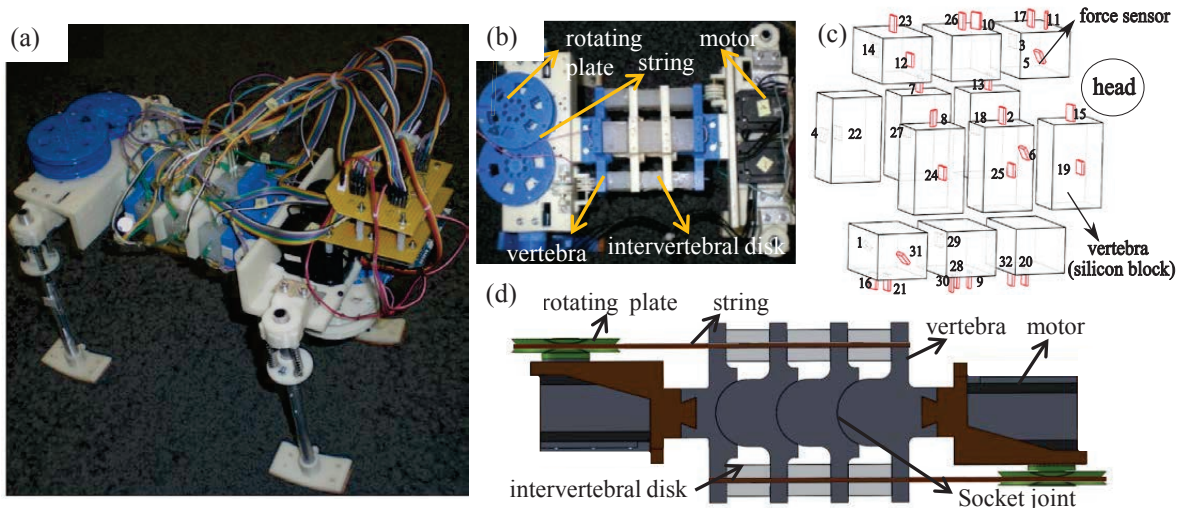 (a)
(b)
rotating
plate
string
motor
vertebra
intervertebral disk
(c)
23
26
10
17
11
force sensor
14
12
3
5
head
7
13
15
4
22
27
8
18
2
6
24
25
19
1
31
29
28
32
20
vertebra
(silicon block)
16
21
30
9
(d)
rotating plate
string
vertebra
motor
intervertebral disk
Socket joint